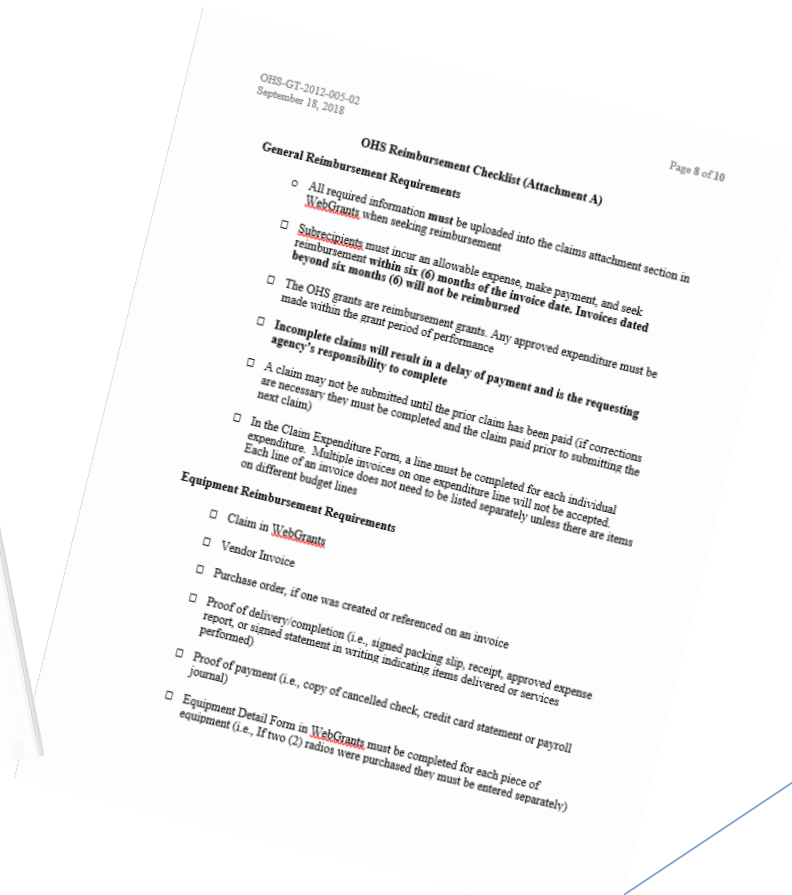 OHS-GT-2012-005-02
September 18, 2018
Page 8 of 10
OHS Reimbursement Checklist (Attachment A)
General Reimbursement Requirements
o All required information must be uploaded into the claims attachment section in
WebGrants when seeking reimbursement
☐ Subrecipients must incur an allowable expense, make payment, and seek
reimbursement within six (6) months of the invoice date. Invoices dated
beyond six months (6) will not be reimbursed
☐ The OHS grants are reimbursement grants. Any approved expenditure must be
made within the grant period of performance
☐ Incomplete claims will result in a delay of payment and is the requesting
agency's responsibility to complete
☐ A claim may not be submitted until the prior claim has been paid (if corrections
are necessary they must be completed and the claim paid prior to submitting the
next claim)
☐ In the Claim Expenditure Form, a line must be completed for each individual
expenditure. Multiple invoices on one expenditure line will not be accepted.
Each line of an invoice does not need to be listed separately unless there are items
on different budget lines
Equipment Reimbursement Requirements
☐ Claim in WebGrants
☐ Vendor Invoice
☐ Purchase order, if one was created or referenced on an invoice
☐ Proof of delivery/completion (i.e., signed packing slip, receipt, approved expense
report, or signed statement in writing indicating items delivered or services
performed)
☐ Proof of payment (i.e., copy of cancelled check, credit card statement or payroll
journal)
☐ Equipment Detail Form in WebGrants must be completed for each piece of
equipment (i.e., If two (2) radios were purchased they must be entered separately)